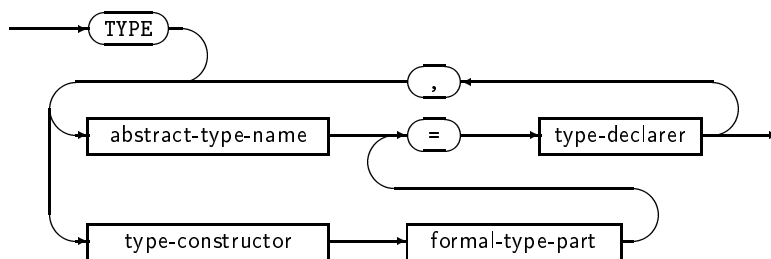 TYPE
,
abstract-type-name = type-declarer
type-constructor formal-type-part